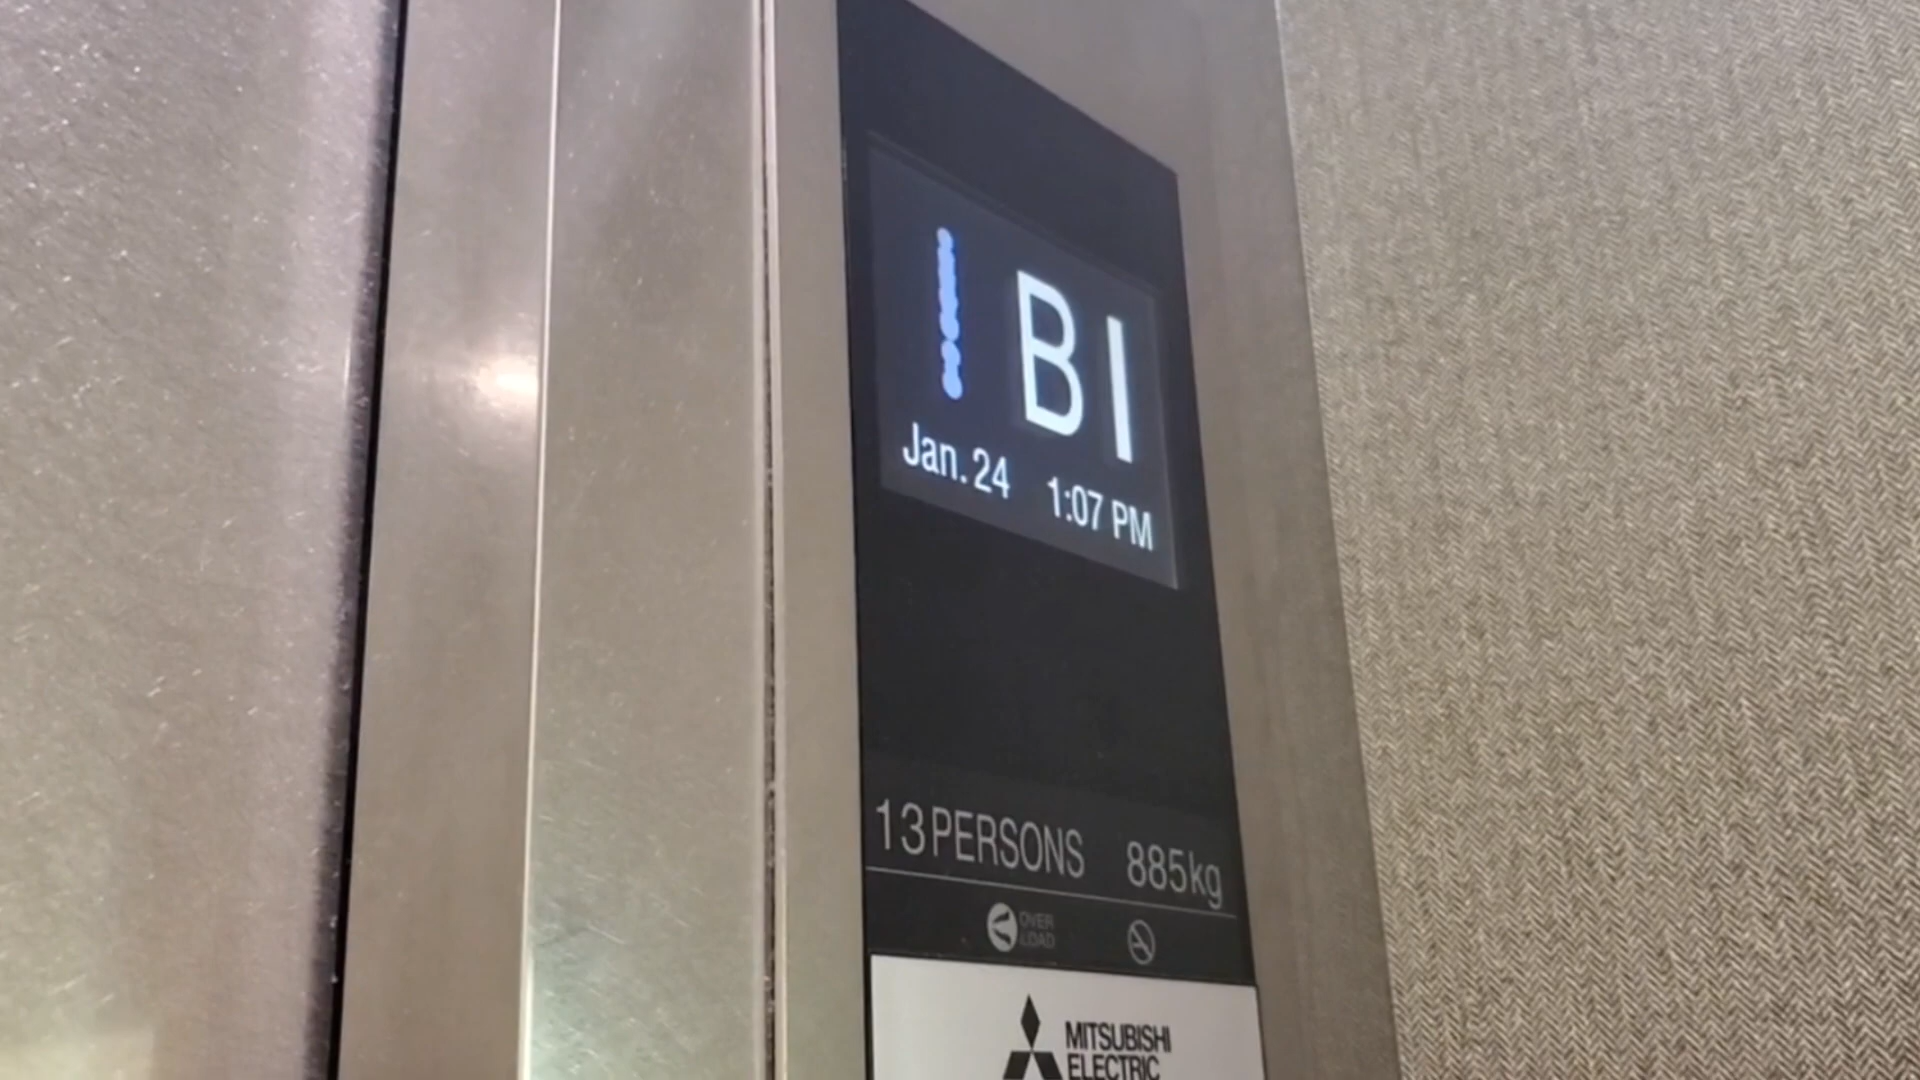 B1
Jan. 24 1:07 PM
13 PERSONS 885kg
OVER
LOAD
MITSUBISHI
ELECTRIC